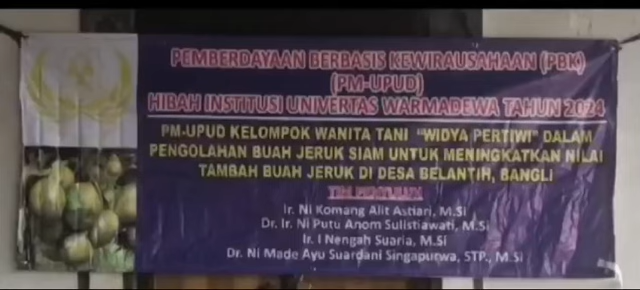 PEMBERDAYAAN BERBASIS KEWIRAUSAHAAN (PBK)
(PM-UPUD)
HIBAH INSTITUSI UNIVERTAS WARMADEWA TAHUN 2024
PM-UPUD KELOMPOK WANITA TANI "WIDYA PERTIWI" DALAM
PENGOLAHAN BUAH JERUK SIAM UNTUK MENINGKATKAN NILAI
TAMBAH BUAH JERUK DI DESA BELANTIH, BANGLI
TIM PENYULUH
Ir. Ni Komang Alit Astiari, M.Si
Dr. Ir. Ni Putu Anom Sulistiawati, M.Si
Ir. I Nengah Suaria, M.Si
Dr. Ni Made Ayu Suardani Singapurwa, STP., M.Si